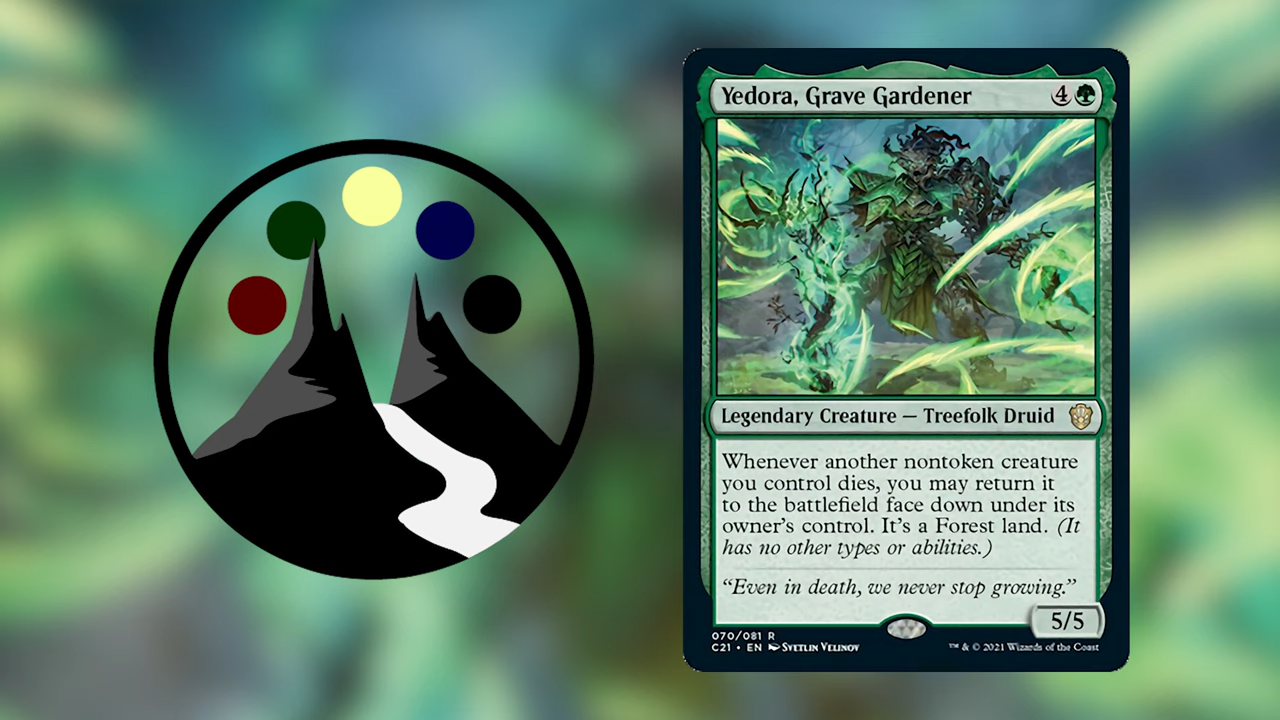 Yedora, Grave Gardener 4
Legendary Creature — Treefolk Druid
Whenever another nontoken creature
you control dies, you may return it
to the battlefield face down under its
owner's control. It's a Forest land. (It
has no other types or abilities.)
"Even in death, we never stop growing."
5/5
070/081 R
C21 • EN Svetlin Velinov
™ & © 2021 Wizards of the Coast